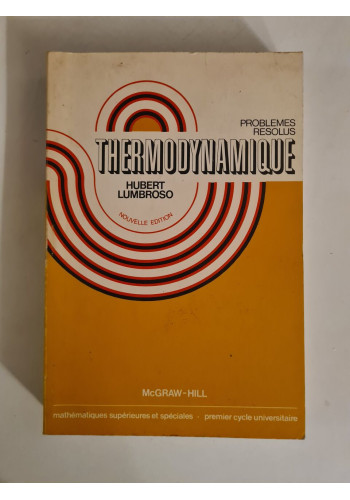 PROBLEMES
RESOLUS
THERMODYNAMIQUE
HUBERT
LUMBROSO
NOUVELLE EDITION
McGRAW-HILL
mathématiques supérieures et spéciales · premier cycle universitaire